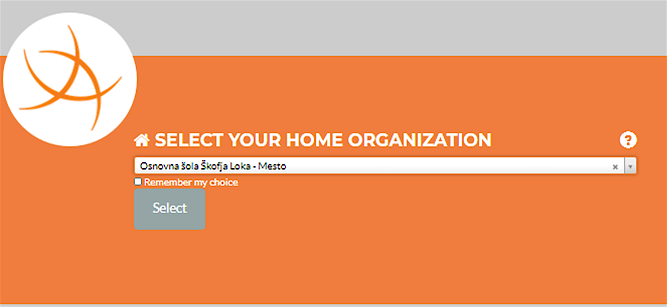 SELECT YOUR HOME ORGANIZATION
Osnovna šola Škofja Loka - Mesto
Remember my choice
Select